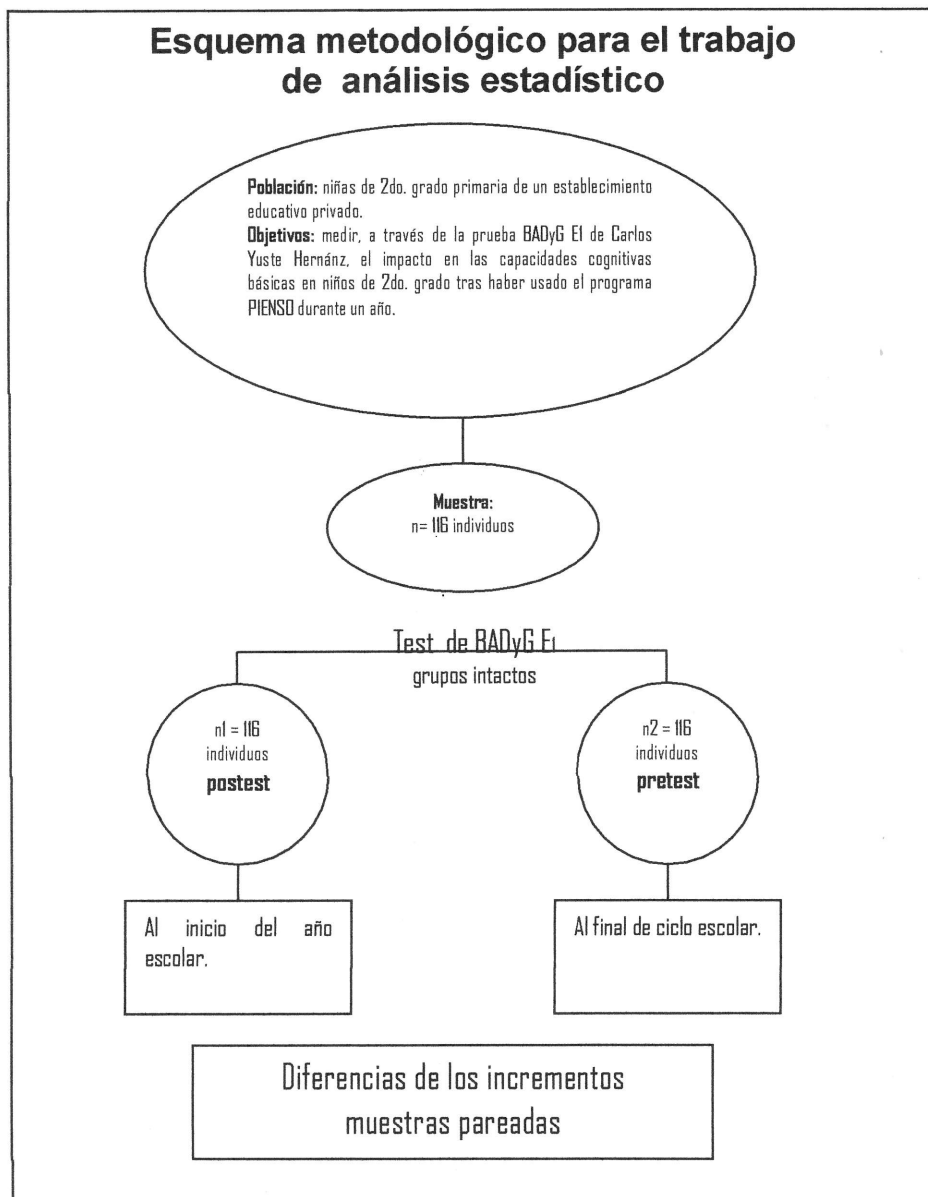 Esquema metodológico para el trabajo
de análisis estadístico
Población: niñas de 2do. grado primaria de un establecimiento
educativo privado.
Objetivos: medir, a través de la prueba BADyG E1 de Carlos
Yuste Hernánz, el impacto en las capacidades cognitivas
básicas en niños de 2do. grado tras haber usado el programa
PIENSO durante un año.
Muestra:
n= 116 individuos
Test de BADyG E1
grupos intactos
n1 = 116
individuos
postest
n2 = 116
individuos
pretest
Al inicio del año
escolar.
Al final de ciclo escolar.
Diferencias de los incrementos
muestras pareadas